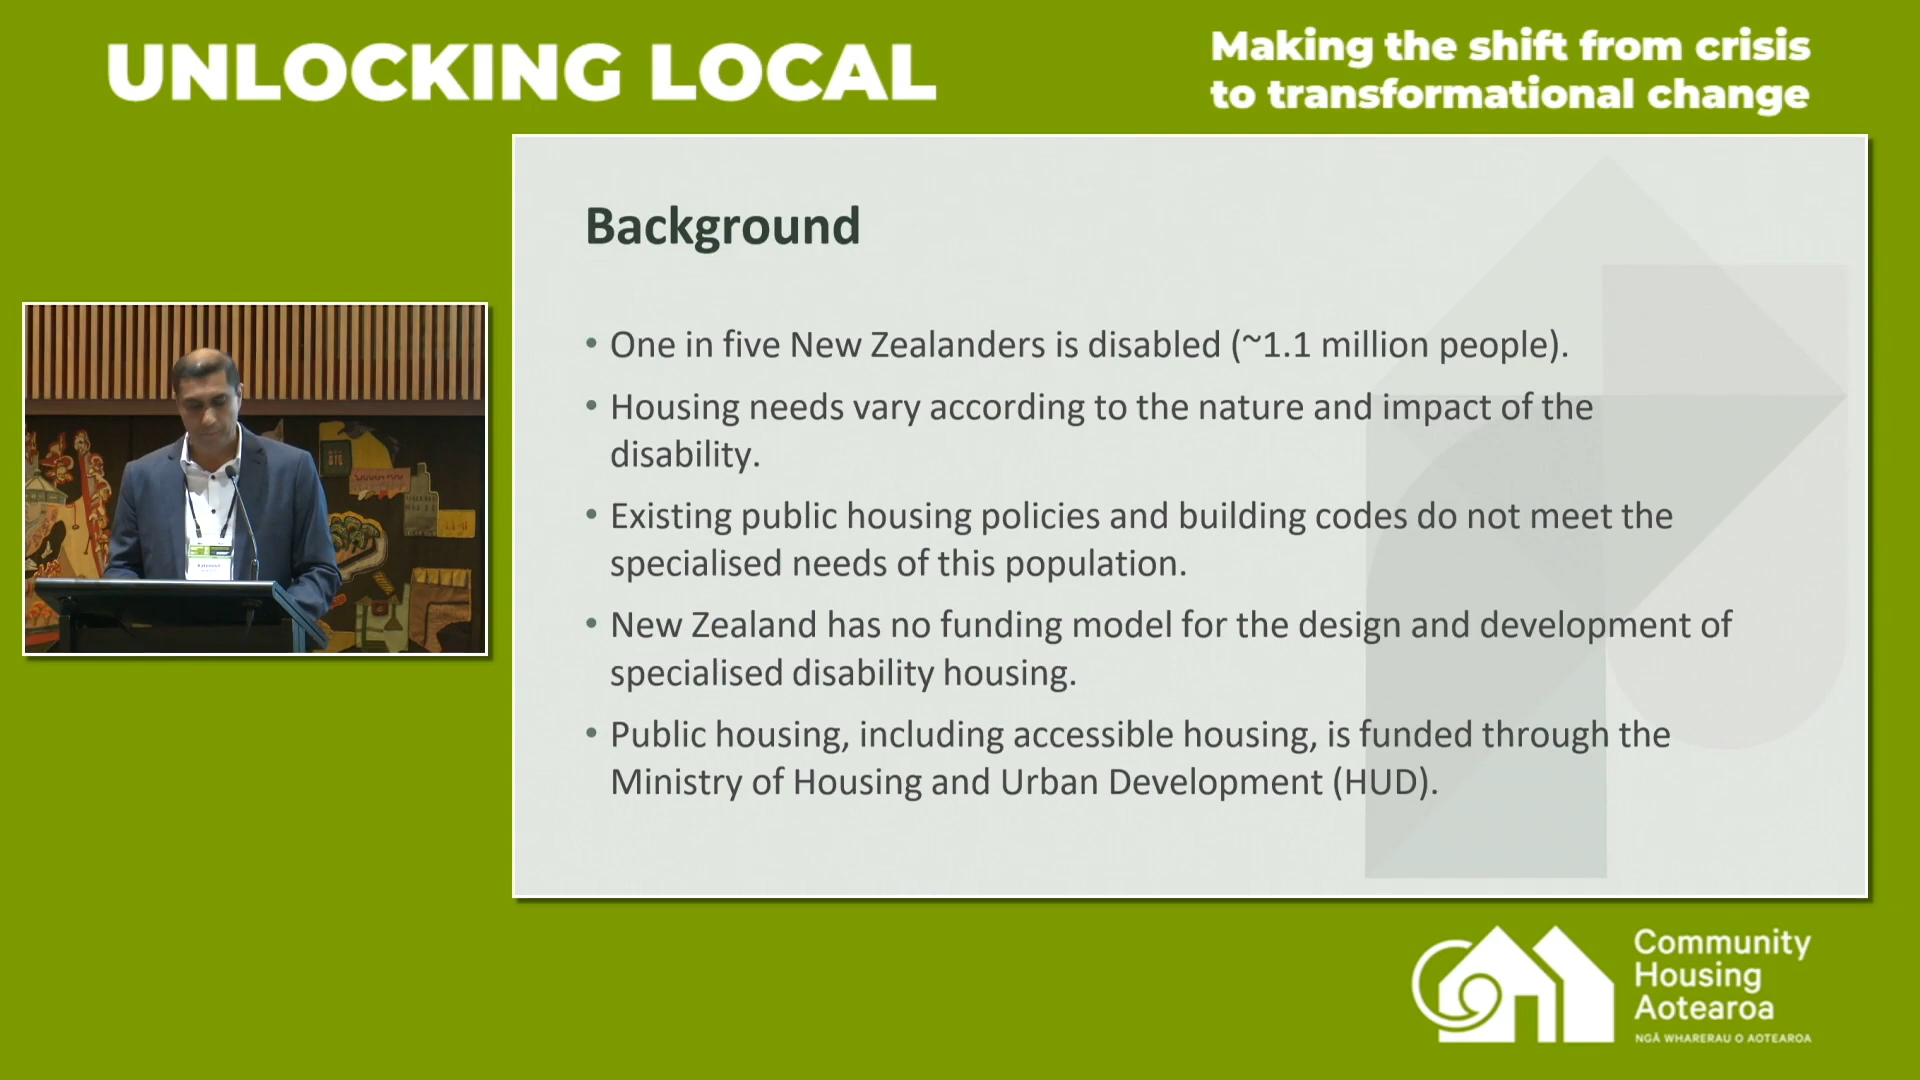 UNLOCKING LOCAL
Making the shift from crisis
to transformational change
Background
• One in five New Zealanders is disabled (~1.1 million people).
• Housing needs vary according to the nature and impact of the
disability.
• Existing public housing policies and building codes do not meet the
specialised needs of this population.
• New Zealand has no funding model for the design and development of
specialised disability housing.
• Public housing, including accessible housing, is funded through the
Ministry of Housing and Urban Development (HUD).
Community
Housing
Aotearoa
NGĀ WHARERAU O AOTEAROA